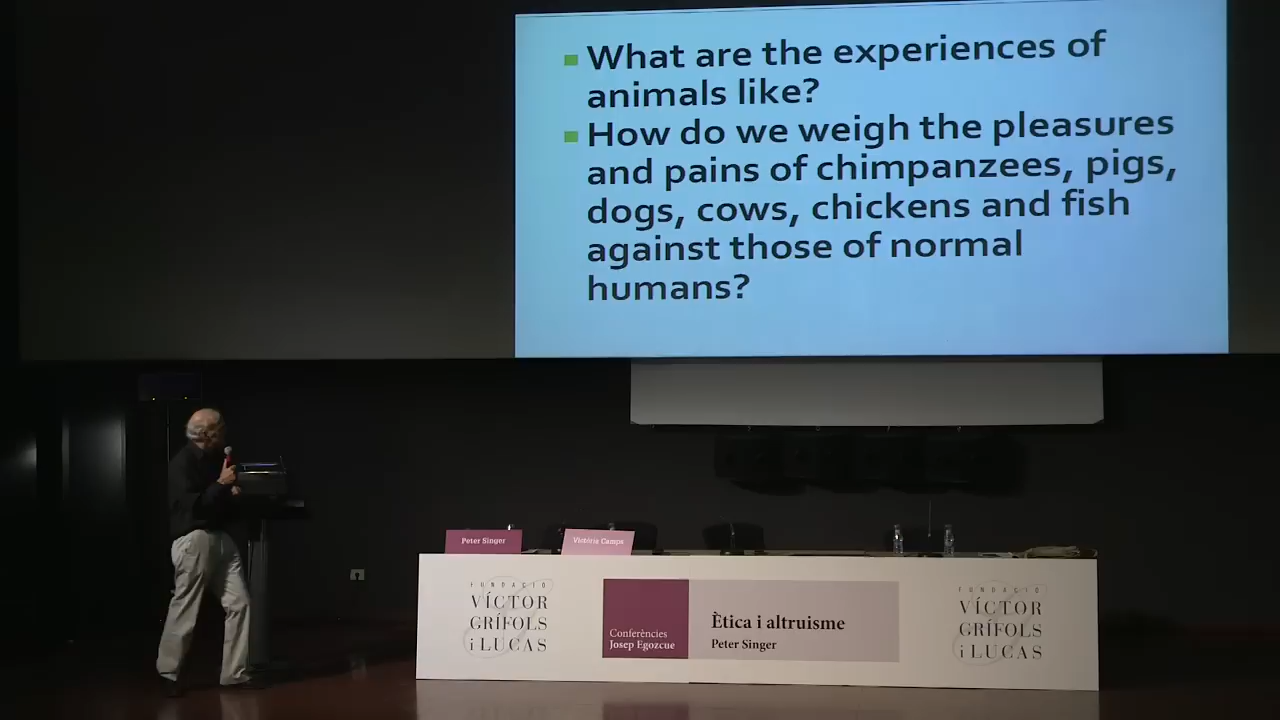 What are the experiences of
animals like?
How do we weigh the pleasures
and pains of chimpanzees, pigs,
dogs, cows, chickens and fish
against those of normal
humans?
Peter Singer
Victòria Camps
FUNDACIÓ
VÍCTOR
GRÍFOLS
i LUCAS
Conferències
Josep Egozcue
Ètica i altruisme
Peter Singer
FUNDACIÓ
VÍCTOR
GRÍFOLS
i LUCAS